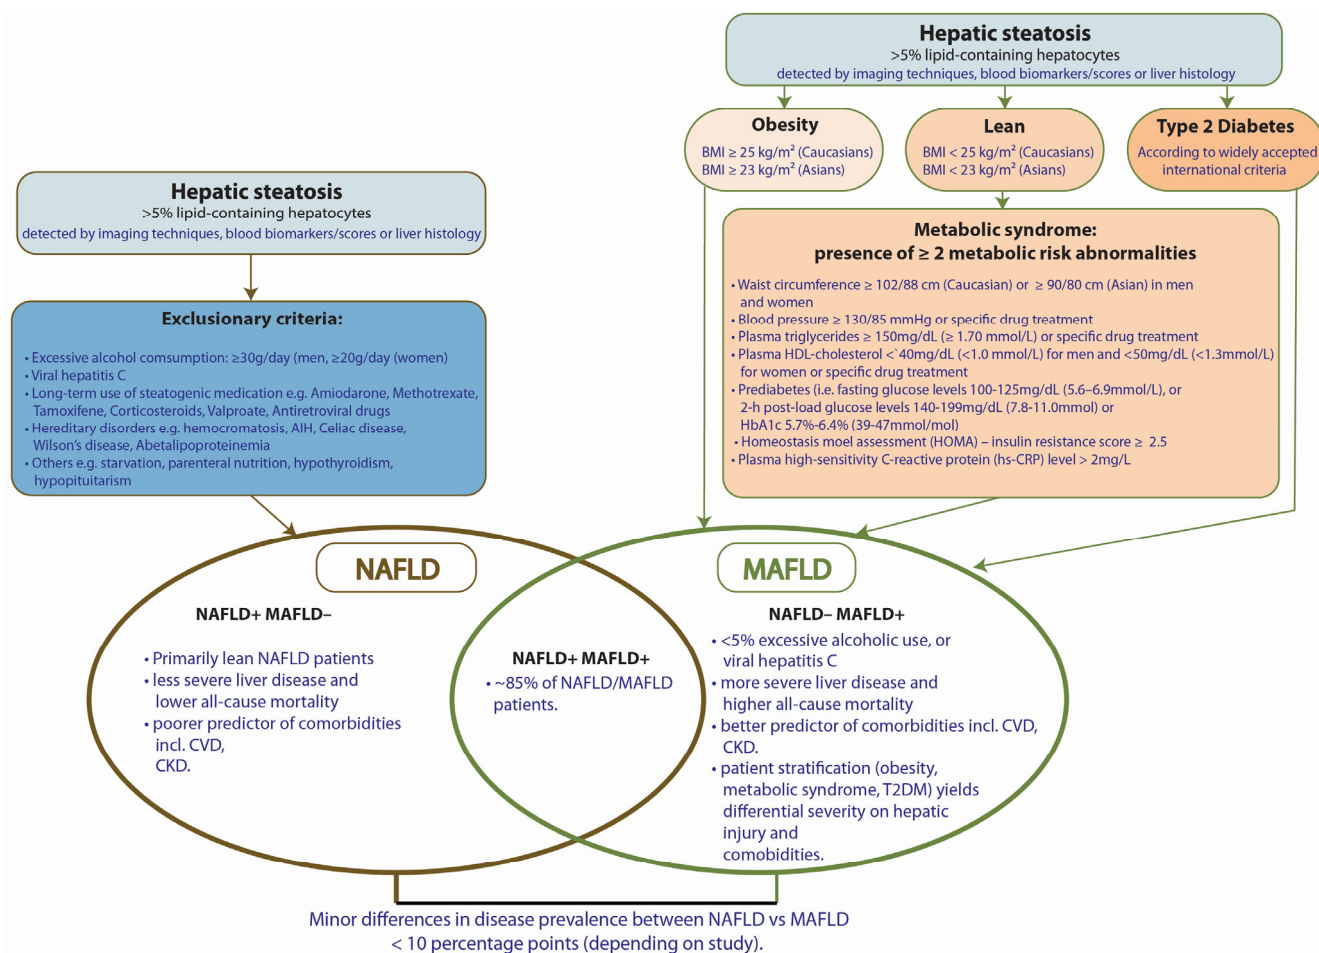 Hepatic steatosis
>5% lipid-containing hepatocytes
detected by imaging techniques, blood biomarkers/scores or liver histology
Obesity
BMI ≥ 25 kg/m² (Caucasians)
BMI ≥ 23 kg/m² (Asians)
Lean
BMI < 25 kg/m² (Caucasians)
BMI < 23 kg/m² (Asians)
Type 2 Diabetes
According to widely accepted
international criteria
Hepatic steatosis
>5% lipid-containing hepatocytes
detected by imaging techniques, blood biomarkers/scores or liver histology
Metabolic syndrome:
presence of ≥ 2 metabolic risk abnormalities
• Waist circumference ≥ 102/88 cm (Caucasian) or ≥ 90/80 cm (Asian) in men
and women
• Blood pressure ≥ 130/85 mmHg or specific drug treatment
• Plasma triglycerides ≥ 150mg/dL (≥ 1.70 mmol/L) or specific drug treatment
• Plasma HDL-cholesterol <`40mg/dL (<1.0 mmol/L) for men and <50mg/dL (<1.3mmol/L)
for women or specific drug treatment
• Prediabetes (i.e. fasting glucose levels 100-125mg/dL (5.6–6.9mmol/L), or
2-h post-load glucose levels 140-199mg/dL (7.8-11.0mmol) or
HbA1c 5.7%-6.4% (39-47mmol/mol)
• Homeostasis moel assessment (HOMA) – insulin resistance score ≥ 2.5
• Plasma high-sensitivity C-reactive protein (hs-CRP) level > 2mg/L
Exclusionary criteria:
• Excessive alcohol comsumption: ≥30g/day (men, ≥20g/day (women)
• Viral hepatitis C
• Long-term use of steatogenic medication e.g. Amiodarone, Methotrexate,
Tamoxifene, Corticosteroids, Valproate, Antiretroviral drugs
• Hereditary disorders e.g. hemocromatosis, AIH, Celiac disease,
Wilson's disease, Abetalipoproteinemia
• Others e.g. starvation, parenteral nutrition, hypothyroidism,
hypopituitarism
NAFLD
NAFLD+ MAFLD–
• Primarily lean NAFLD patients
• less severe liver disease and
lower all-cause mortality
• poorer predictor of comorbidities
incl. CVD,
CKD.
NAFLD+ MAFLD+
• ~85% of NAFLD/MAFLD
patients.
MAFLD
NAFLD– MAFLD+
• <5% excessive alcoholic use, or
viral hepatitis C
• more severe liver disease and
higher all-cause mortality
• better predictor of comorbidities incl. CVD,
CKD.
• patient stratification (obesity,
metabolic syndrome, T2DM) yields
differential severity on hepatic
injury and
comobidities.
Minor differences in disease prevalence between NAFLD vs MAFLD
< 10 percentage points (depending on study).